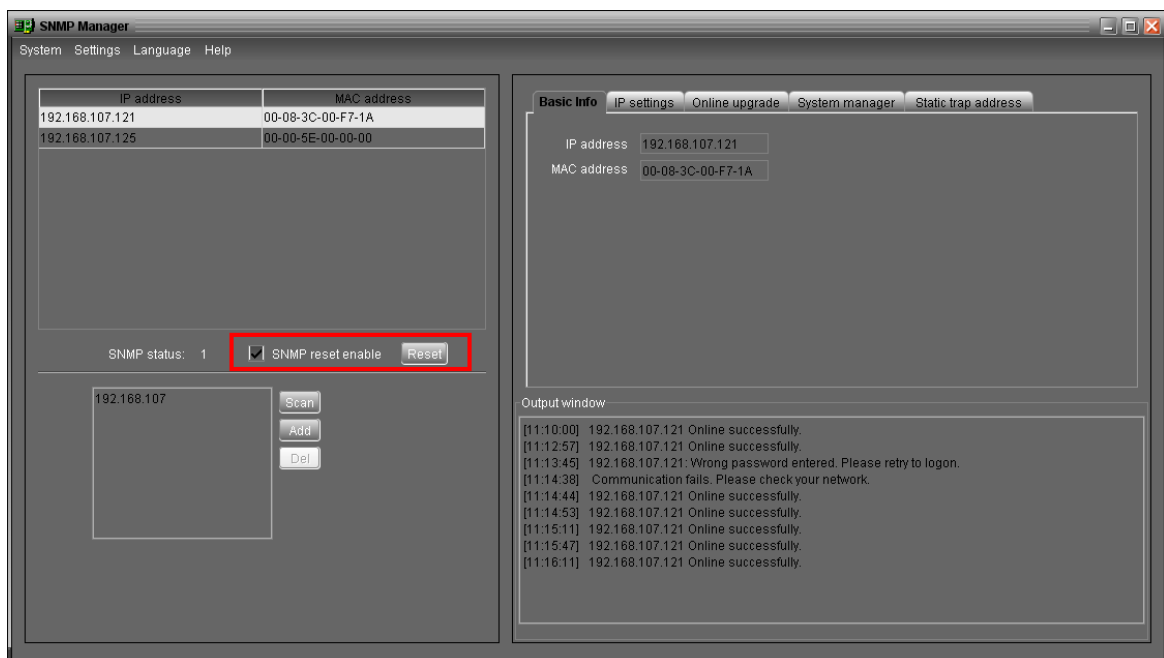 SNMP Manager
System Settings Language Help
IP address MAC address
192.168.107.121 00-08-3C-00-F7-1A
192.168.107.125 00-00-5E-00-00-00
SNMP status: 1 SNMP reset enable Reset
192.168.107
Scan
Add
Del
Basic Info IP settings Online upgrade System manager Static trap address
IP address 192.168.107.121
MAC address 00-08-3C-00-F7-1A
Output window
[11:10:00] 192.168.107.121 Online successfully.
[11:12:57] 192.168.107.121 Online successfully.
[11:13:45] 192.168.107.121: Wrong password entered. Please retry to logon.
[11:14:38] Communication fails. Please check your network.
[11:14:44] 192.168.107.121 Online successfully.
[11:14:53] 192.168.107.121 Online successfully.
[11:15:11] 192.168.107.121 Online successfully.
[11:15:47] 192.168.107.121 Online successfully.
[11:16:11] 192.168.107.121 Online successfully.